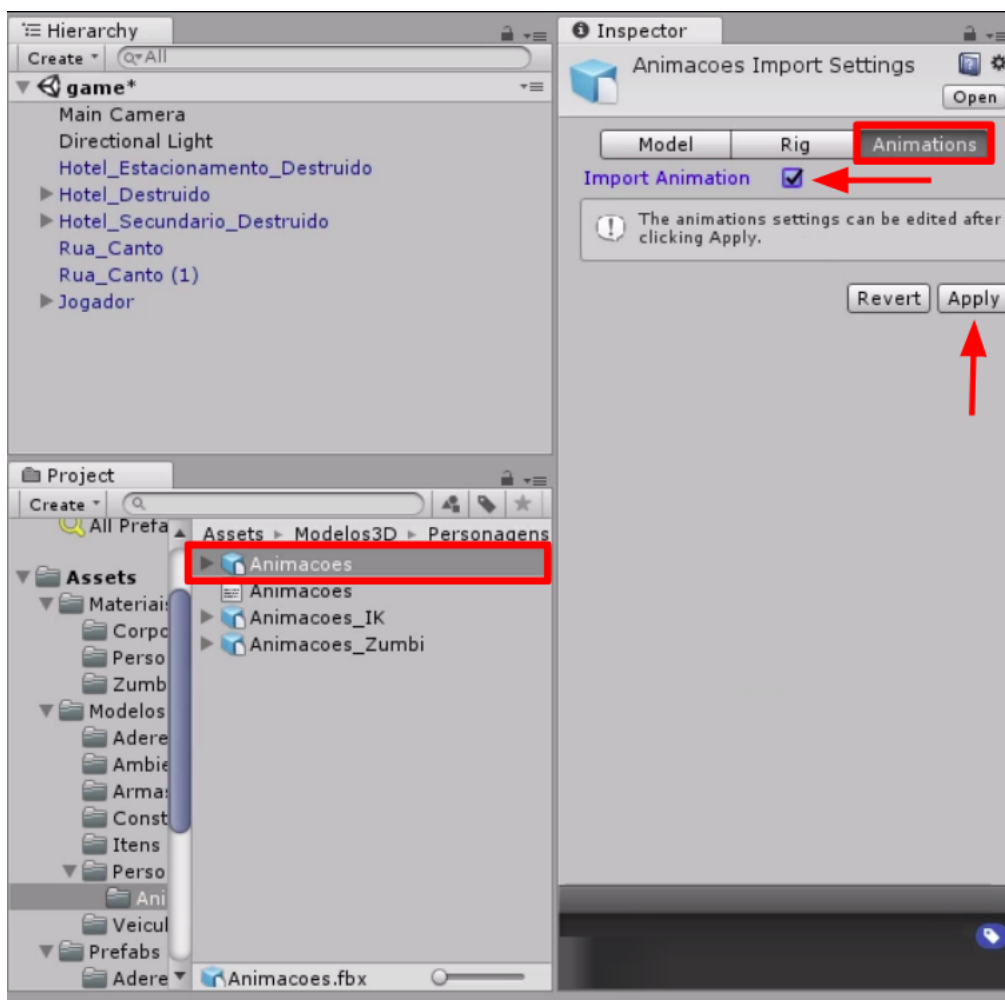 Hierarchy
Create
All
game*
Main Camera
Directional Light
Hotel_Estacionamento_Destruido
Hotel_Destruido
Hotel_Secundario_Destruido
Rua_Canto
Rua_Canto (1)
Jogador
Project
Create
All Prefa
Assets
Materiais
Corpo
Perso
Zumb
Modelos
Adere
Ambie
Armas
Const
Itens
Perso
Ani
Veicul
Prefabs
Adere
Assets Modelos3D Personagens
Animacoes
Animacoes
Animacoes_IK
Animacoes_Zumbi
Animacoes.fbx
Inspector
Animacoes Import Settings
Open
Model Rig Animations
Import Animation
The animations settings can be edited after
clicking Apply.
Revert Apply